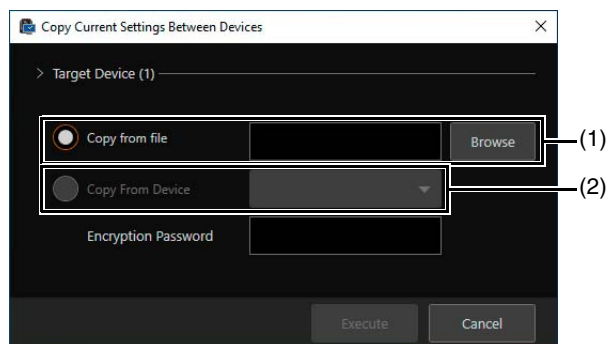 Copy Current Settings Between Devices
> Target Device (1)
Copy from file
Browse
(1)
Copy From Device
(2)
Encryption Password
Execute
Cancel